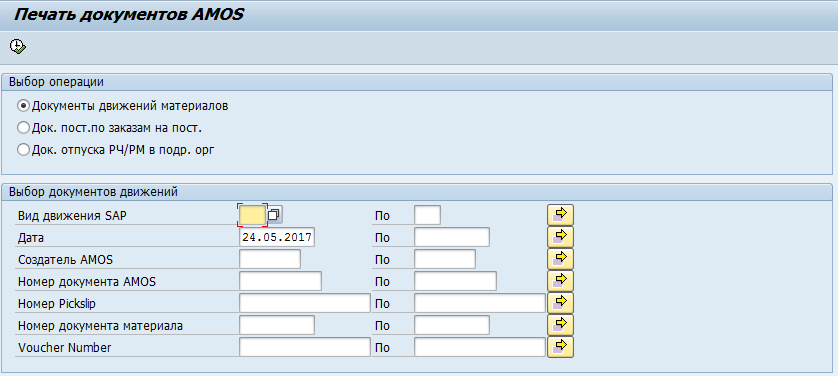 Печать документов AMOS
Выбор операции
Документы движений материалов
Док. пост.по заказам на пост.
Док. отпуска РЧ/РМ в подр. орг
Выбор документов движений
Вид движения SAP По
Дата 24.05.2017 По
Создатель AMOS По
Номер документа AMOS По
Номер Pickslip По
Номер документа материала По
Voucher Number По